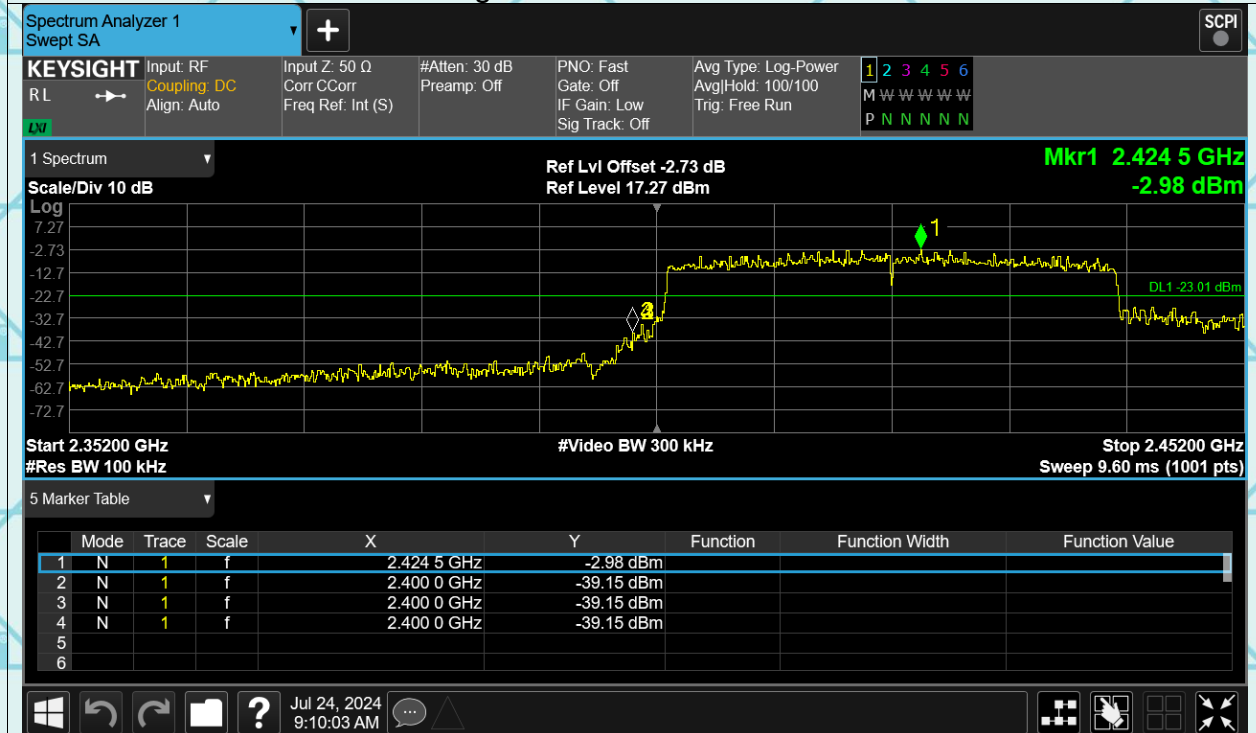 Spectrum Analyzer 1
Swept SA
+
SCPI
KEYSIGHT
R L
LXI
Input: RF
Coupling: DC
Align: Auto
Input Z: 50 Ω
Corr CCorr
Freq Ref: Int (S)
#Atten: 30 dB
Preamp: Off
PNO: Fast
Gate: Off
IF Gain: Low
Sig Track: Off
Avg Type: Log-Power
Avg|Hold: 100/100
Trig: Free Run
1 2 3 4 5 6
M W W W W W
P N N N N N
1 Spectrum
Scale/Div 10 dB
Ref Lvl Offset -2.73 dB
Ref Level 17.27 dBm
Mkr1 2.424 5 GHz
-2.98 dBm
Log
7.27
-2.73
-12.7
-22.7
-32.7
-42.7
-52.7
-62.7
-72.7
1
DL1 -23.01 dBm
Start 2.35200 GHz
#Res BW 100 kHz
#Video BW 300 kHz
Stop 2.45200 GHz
Sweep 9.60 ms (1001 pts)
5 Marker Table
Mode Trace Scale X Y Function Function Width Function Value
1 N 1 f 2.424 5 GHz -2.98 dBm
2 N 1 f 2.400 0 GHz -39.15 dBm
3 N 1 f 2.400 0 GHz -39.15 dBm
4 N 1 f 2.400 0 GHz -39.15 dBm
5
6
?
Jul 24, 2024
9:10:03 AM